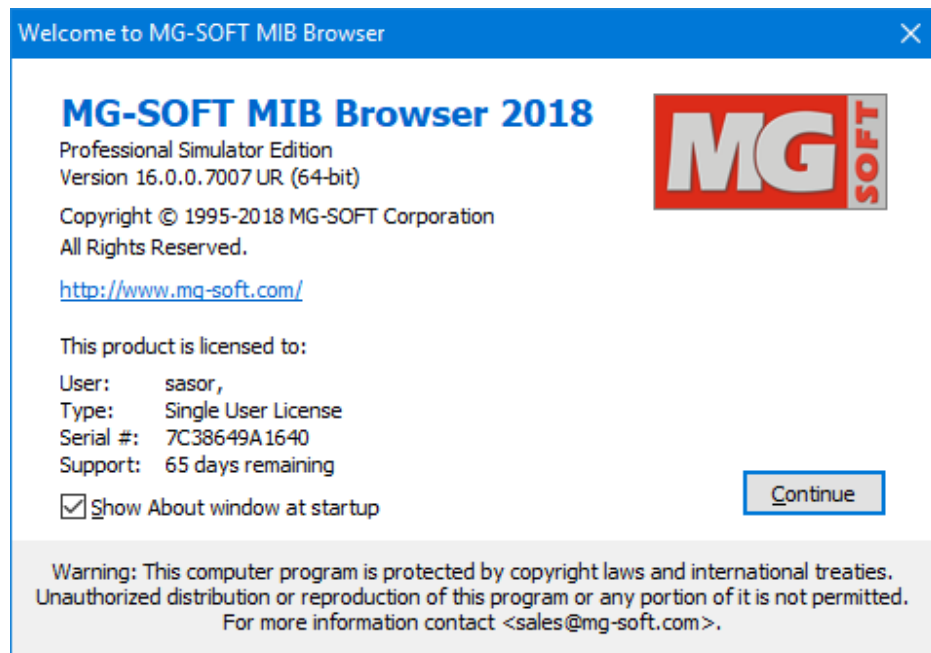 Welcome to MG-SOFT MIB Browser
MG-SOFT MIB Browser 2018
MG SOFT
Professional Simulator Edition
Version 16.0.0.7007 UR (64-bit)
Copyright © 1995-2018 MG-SOFT Corporation
All Rights Reserved.
http://www.mg-soft.com/
This product is licensed to:
User: sasor,
Type: Single User License
Serial #: 7C38649A1640
Support: 65 days remaining
Show About window at startup
Continue
Warning: This computer program is protected by copyright laws and international treaties.
Unauthorized distribution or reproduction of this program or any portion of it is not permitted.
For more information contact <sales@mg-soft.com>.